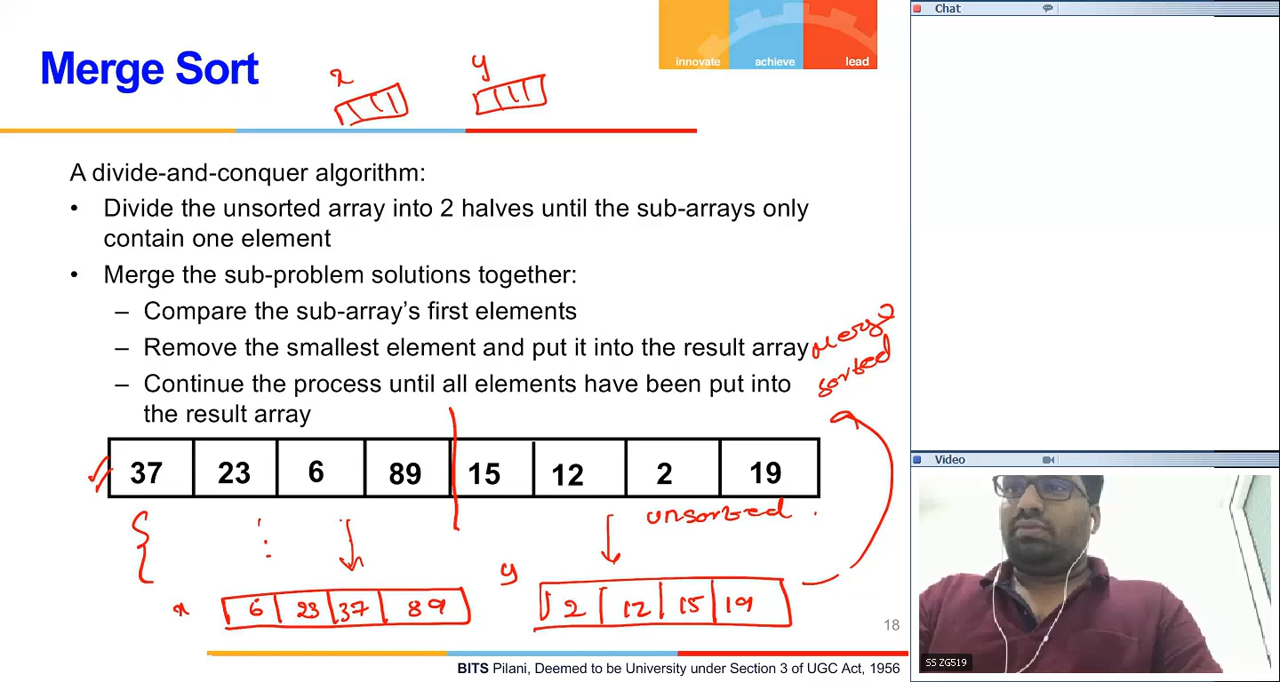 Chat
innovate achieve lead
Merge Sort
x
y
A divide-and-conquer algorithm:
• Divide the unsorted array into 2 halves until the sub-arrays only
contain one element
• Merge the sub-problem solutions together:
– Compare the sub-array's first elements
– Remove the smallest element and put it into the result array
– Continue the process until all elements have been put into
the result array
Merge
sorted
37 23 6 89 15 12 2 19
unsorted
Video
x 6 23 37 89
y 2 12 15 19
18
BITS Pilani, Deemed to be University under Section 3 of UGC Act, 1956
SS ZG519